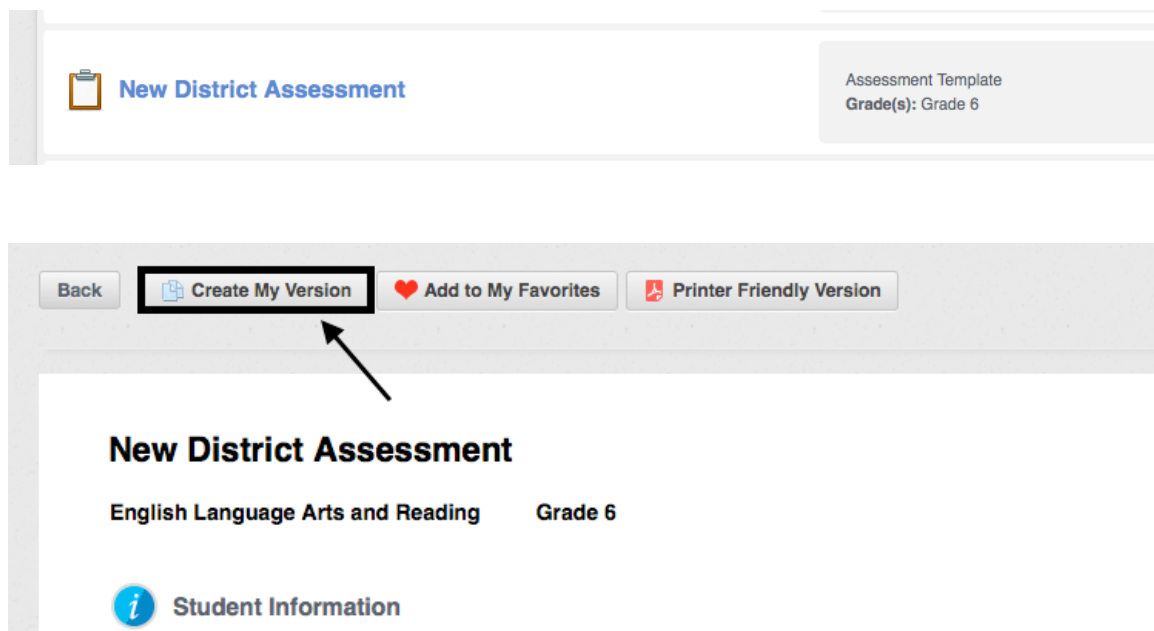 New District Assessment
Assessment Template
Grade(s): Grade 6
Back Create My Version Add to My Favorites Printer Friendly Version
New District Assessment
English Language Arts and Reading Grade 6
i Student Information